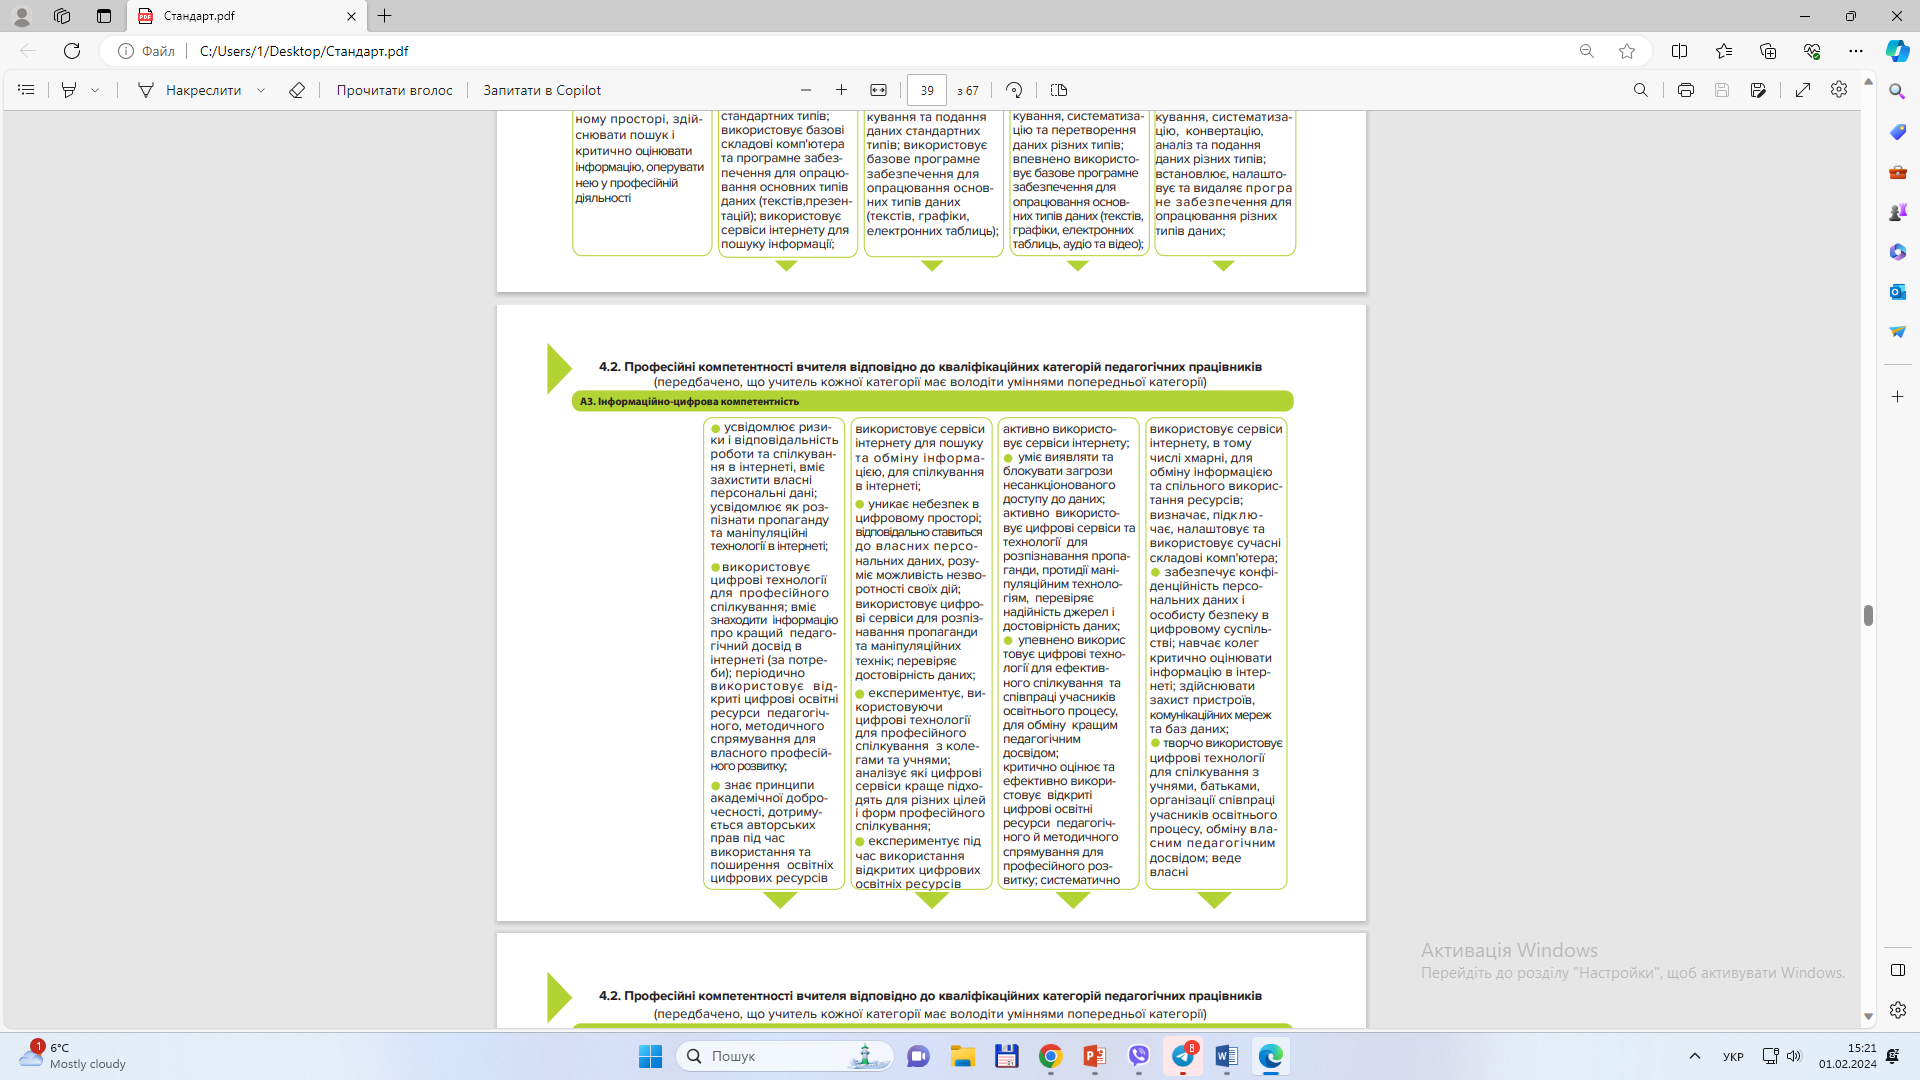 Стандарт.pdf
Файл
C:/Users/1/Desktop/Стандарт.pdf
Накреслити
Прочитати вголос
Запитати в Copilot
39
з 67
ному просторі, здій-
снювати пошук і
критично оцінювати
інформацію, оперувати
нею у професійній
діяльності
стандартних типів;
використовує базові
складові комп'ютера
та програмне забез-
печення для опрацю-
вання основних типів
даних (текстів,презен-
тацій); використовує
сервіси інтернету для
пошуку інформації;
кування та подання
даних стандартних
типів; використовує
базове програмне
забезпечення для
опрацювання основ-
них типів даних
(текстів, графіки,
електронних таблиць);
кування, систематиза-
цію та перетворення
даних різних типів;
впевнено використо-
вує базове програмне
забезпечення для
опрацювання основ-
них типів даних (текстів,
графіки, електронних
таблиць, аудіо та відео);
кування, систематиза-
цію, конвертацію,
аналіз та подання
даних різних типів;
встановлює, налашто-
вує та видаляє програ
не забезпечення для
опрацювання різних
типів даних;
4.2. Професійні компетентності вчителя відповідно до кваліфікаційних категорій педагогічних працівників
(передбачено, що учитель кожної категорії має володіти уміннями попередньої категорії)
А3. Інформаційно-цифрова компетентність
усвідомлює ризи-
ки і відповідальність
роботи та спілкуван-
ня в інтернеті, вміє
захистити власні
персональні дані;
усвідомлює як роз-
пізнати пропаганду
та маніпуляційні
технології в інтернеті;
використовує
цифрові технології
для професійного
спілкування; вміє
знаходити інформацію
про кращий педаго-
гічний досвід в
інтернеті (за потре-
би); періодично
використовує від-
криті цифрові освітні
ресурси педагогіч-
ного, методичного
спрямування для
власного професій-
ного розвитку;
знає принципи
академічної добро-
чесності, дотриму-
ється авторських
прав під час
використання та
поширення освітніх
цифрових ресурсів
використовує сервіси
інтернету для пошуку
та обміну інформа-
цією, для спілкування
в інтернеті;
уникає небезпек в
цифровому просторі;
відповідально ставиться
до власних персо-
нальних даних, розу-
міє можливість незво-
ротності своїх дій;
використовує цифро-
ві сервіси для розпіз-
навання пропаганди
та маніпуляційних
технік; перевіряє
достовірність даних;
експериментує, ви-
користовуючи
цифрові технології
для професійного
спілкування з коле-
гами та учнями;
аналізує які цифрові
сервіси краще підхо-
дять для різних цілей
і форм професійного
спілкування;
експериментує під
час використання
відкритих цифрових
освітніх ресурсів
активно використо-
вує сервіси інтернету;
уміє виявляти та
блокувати загрози
несанкціонованого
доступу до даних;
активно використо-
вує цифрові сервіси та
технології для
розпізнавання пропа-
ганди, протидії мані-
пуляційним техноло-
гіям, перевіряє
надійність джерел і
достовірність даних;
упевнено викорис
товує цифрові техно-
логії для ефектив-
ного спілкування та
співпраці учасників
освітнього процесу,
для обміну кращим
педагогічним
досвідом;
критично оцінює та
ефективно викори-
стовує відкриті
цифрові освітні
ресурси педагогіч-
ного й методичного
спрямування для
професійного роз-
витку; систематично
використовує сервіси
інтернету, в тому
числі хмарні, для
обміну інформацією
та спільного викорис-
тання ресурсів;
визначає, підклю-
чає, налаштовує та
використовує сучасні
складові комп'ютера;
забезпечує конфі-
денційність персо-
нальних даних і
особисту безпеку в
цифровому суспіль-
стві; навчає колег
критично оцінювати
інформацію в інтер-
неті; здійснювати
захист пристроїв,
комунікаційних мереж
та баз даних;
творчо використовує
цифрові технології
для спілкування з
учнями, батьками,
організації співпраці
учасників освітнього
процесу, обміну вла-
сним педагогічним
досвідом; веде
власні
4.2. Професійні компетентності вчителя відповідно до кваліфікаційних категорій педагогічних працівників
(передбачено, що учитель кожної категорії має володіти уміннями попередньої категорії)
Активація Windows
Перейдіть до розділу "Настройки", щоб активувати Windows.
1
6°C
Mostly cloudy
Пошук
8
УКР
15:21
01.02.2024